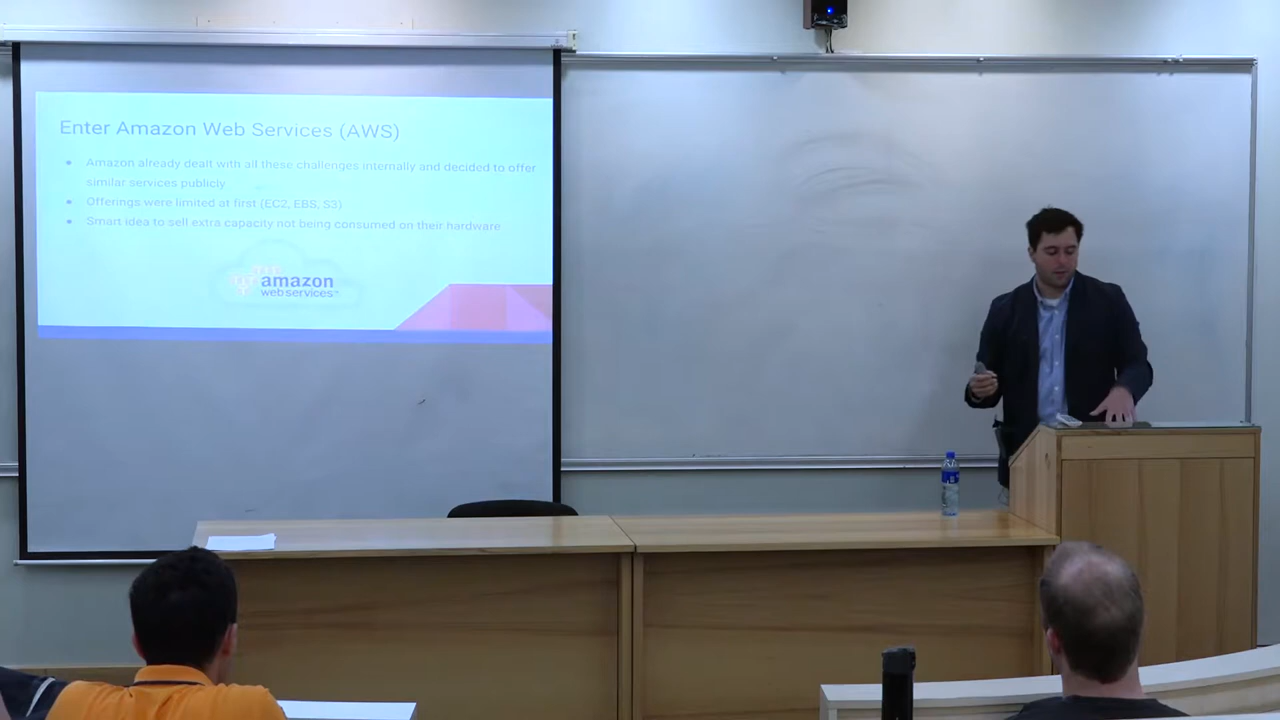 Enter Amazon Web Services (AWS)
● Amazon already dealt with all these challenges internally and decided to offer
similar services publicly
● Offerings were limited at first (EC2, EBS, S3)
● Smart idea to sell extra capacity not being consumed on their hardware
amazon
web services™